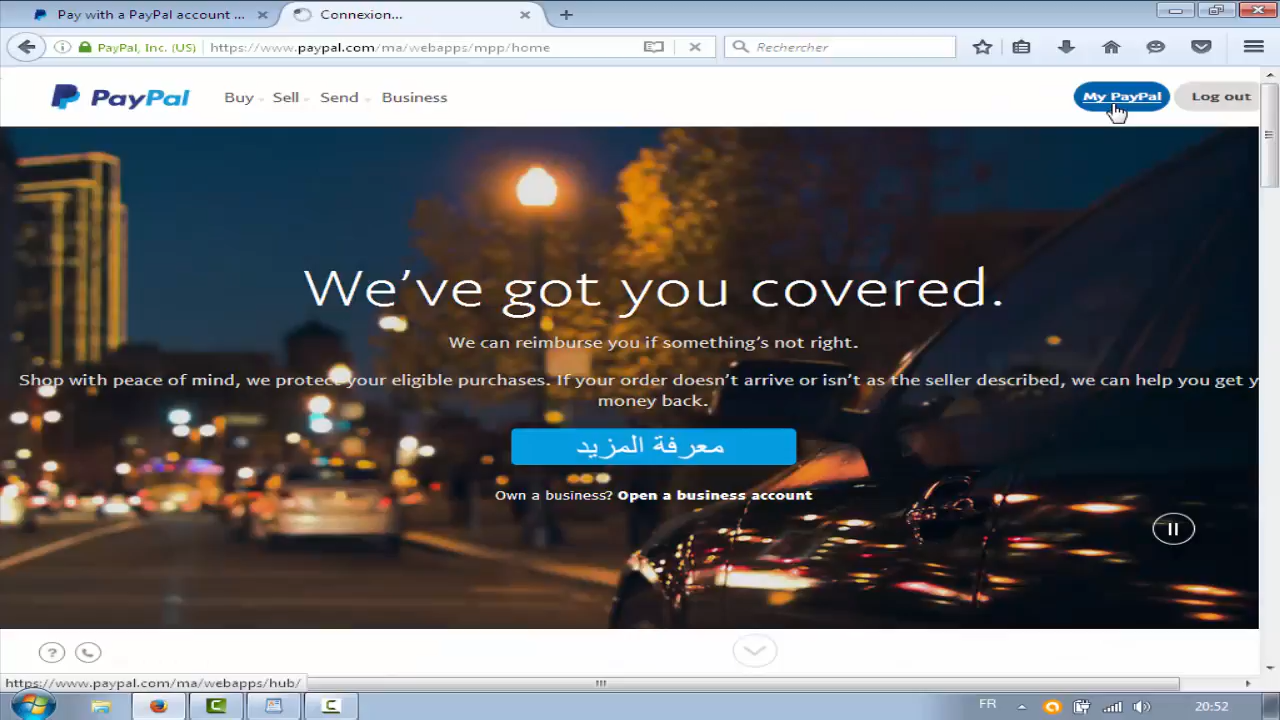 Pay with a PayPal account ...
Connexion...
PayPal, Inc. (US)
https://www.paypal.com/ma/webapps/mpp/home
Rechercher
PayPal
Buy
Sell
Send
Business
My PayPal
Log out
We've got you covered.
We can reimburse you if something's not right.
Shop with peace of mind, we protect your eligible purchases. If your order doesn't arrive or isn't as the seller described, we can help you get y
money back.
معرفة المزيد
Own a business? Open a business account
https://www.paypal.com/ma/webapps/hub/
FR
20:52